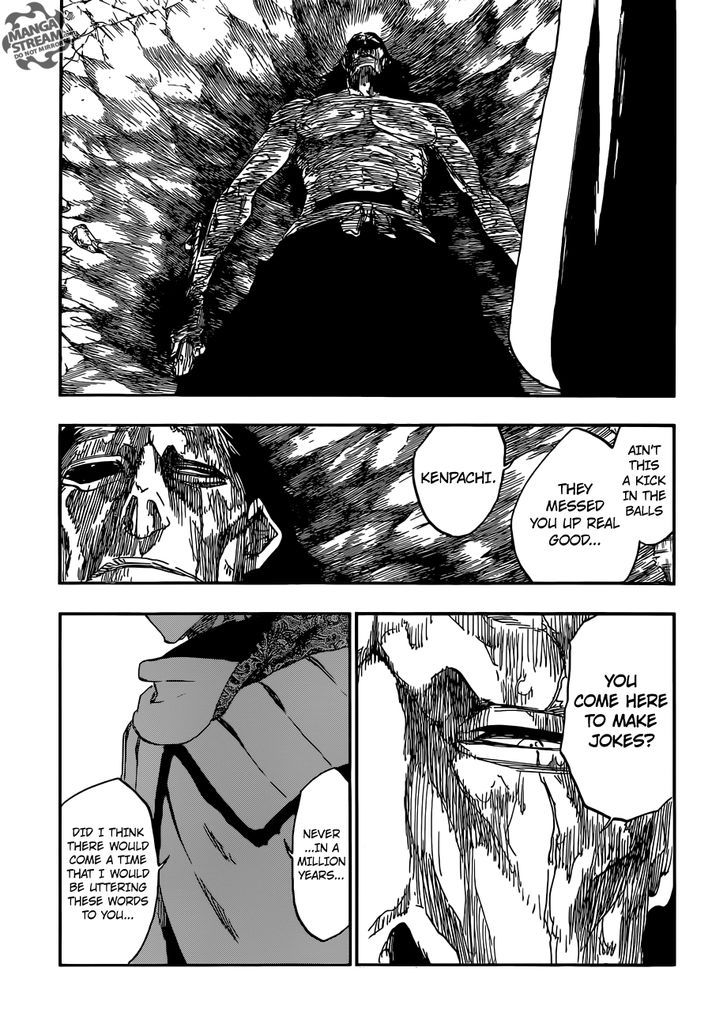 MANGA
STREAM
DO NOT MIRROR
AIN'T
THIS
A KICK
IN THE
BALLS
THEY
MESSED
YOU UP REAL
GOOD...
KENPACHI.
YOU
COME HERE
TO MAKE
JOKES?
NEVER
...IN A
MILLION
YEARS...
DID I THINK
THERE WOULD
COME A TIME
THAT I WOULD
BE UTTERING
THESE WORDS
TO YOU...